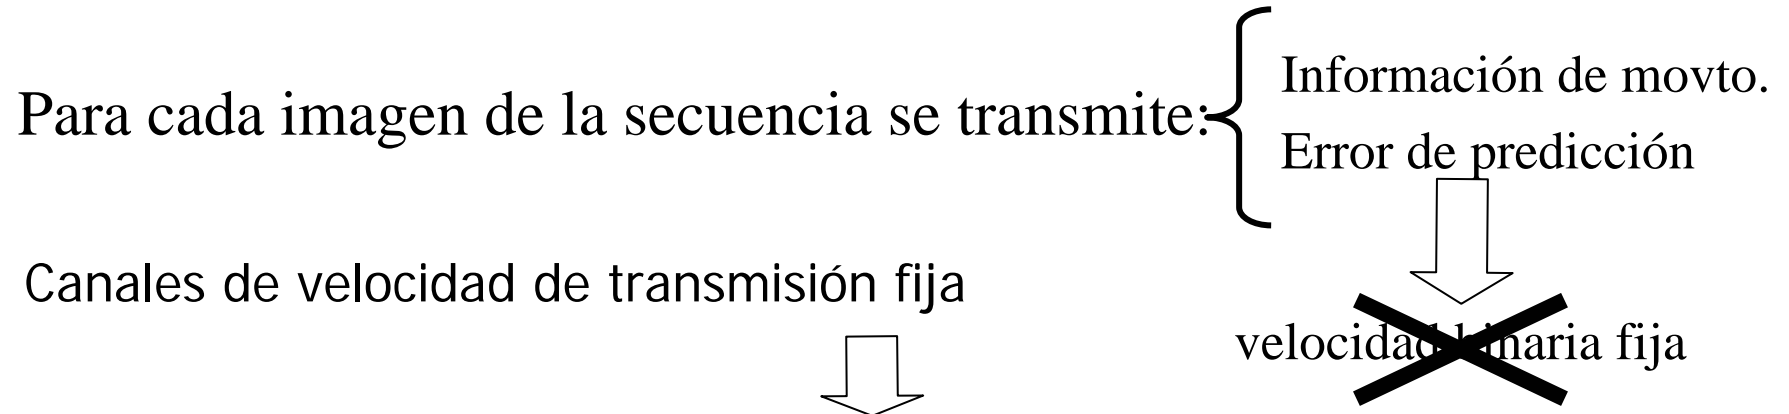 Información de movto.
Para cada imagen de la secuencia se transmite:
Error de predicción
Canales de velocidad de transmisión fija
velocidad binaria fija